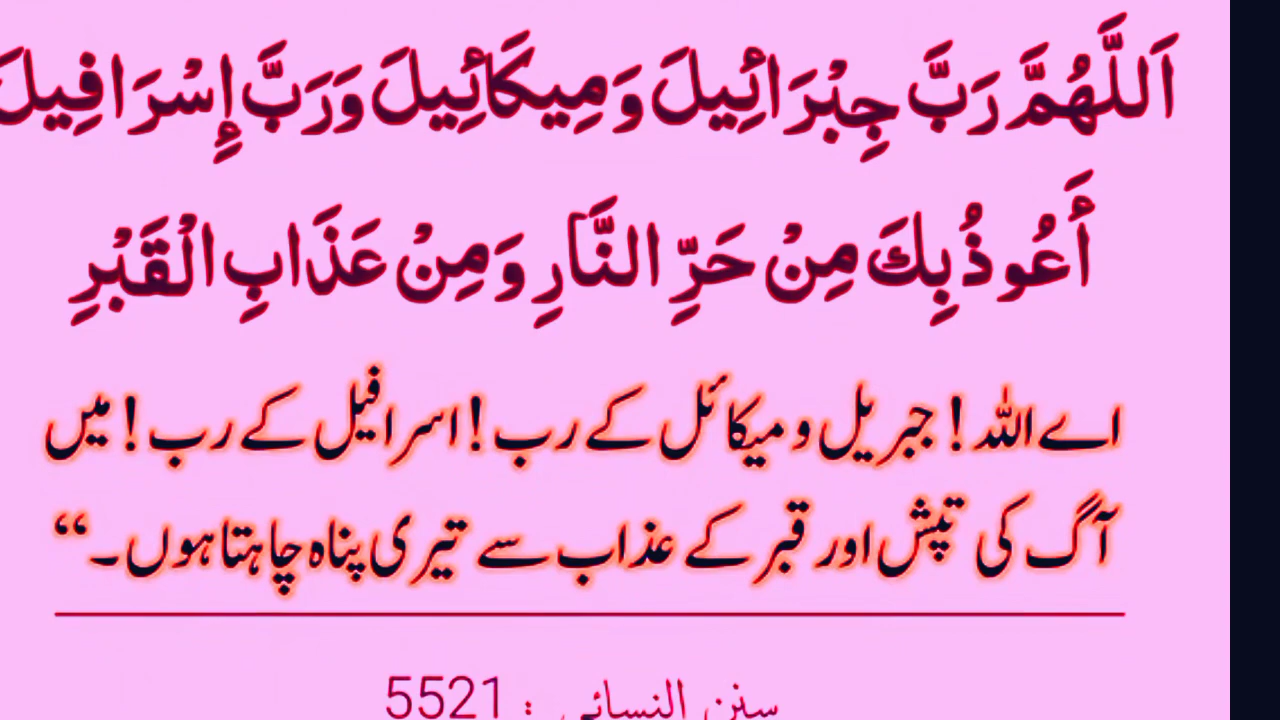 اَللَّهُمَّ رَبَّ جِبْرَائِيلَ وَمِيكَائِيلَ وَرَبَّ إِسْرَافِيلَ
أَعُوذُ بِكَ مِنْ حَرِّ النَّارِ وَمِنْ عَذَابِ الْقَبْرِ
اے اللہ ! جبریل و میکائل کے رب ! اسرافیل کے رب ! میں
آگ کی تپش اور قبر کے عذاب سے تیری پناہ چاہتا ہوں۔“
سنن النسائي : 5521